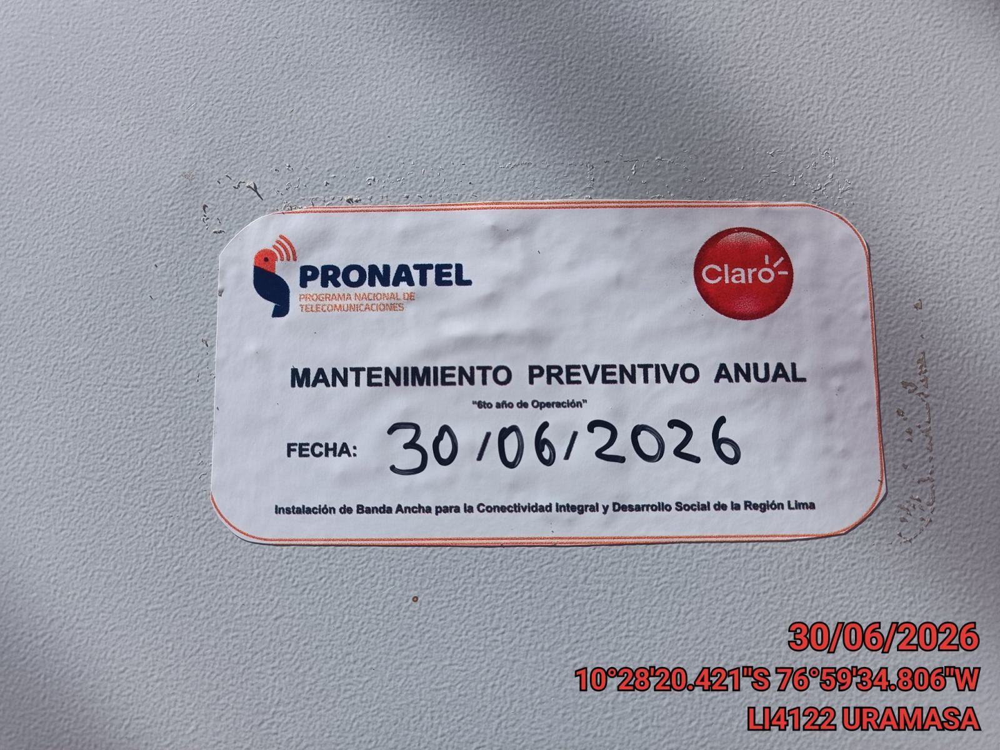 PRONATEL
PROGRAMA NACIONAL DE
TELECOMUNICACIONES
Claro
MANTENIMIENTO PREVENTIVO ANUAL
"6to año de Operación"
FECHA: 30/06/2026
Instalación de Banda Ancha para la Conectividad Integral y Desarrollo Social de la Región Lima
30/06/2026
10°28'20.421"S 76°59'34.806"W
LI4122 URAMASA